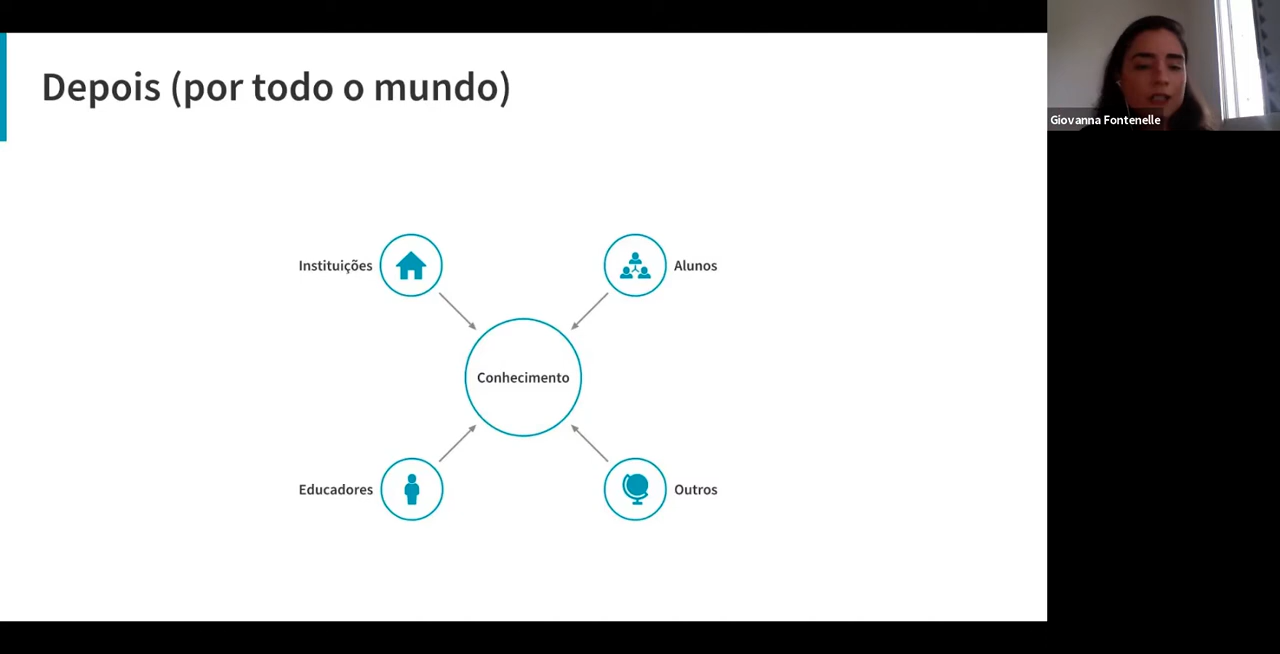 Depois (por todo o mundo)
Giovanna Fontenelle
Instituições
Alunos
Conhecimento
Educadores
Outros